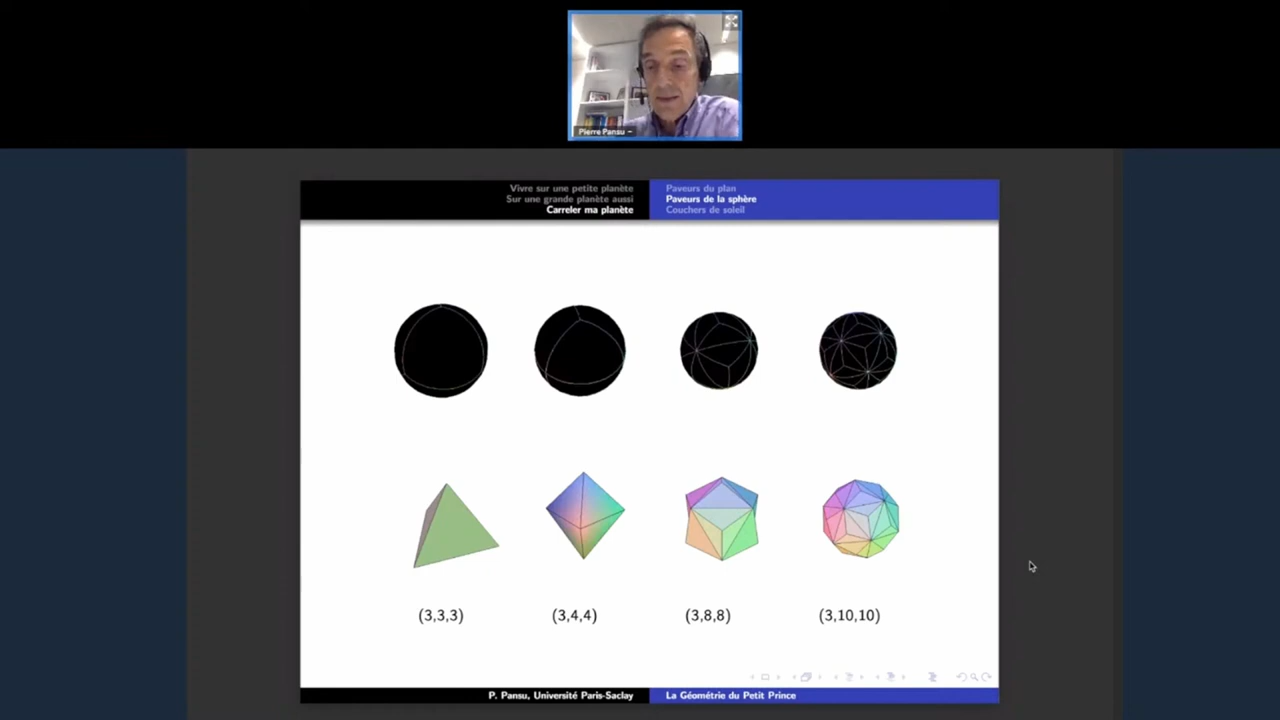 Pierre Pansu
Vivre sur une petite planète
Sur une grande planète aussi
Carreler ma planète
Paveurs du plan
Paveurs de la sphère
Couchers de soleil
(3,3,3)
(3,4,4)
(3,8,8)
(3,10,10)
P. Pansu, Université Paris-Saclay
La Géométrie du Petit Prince